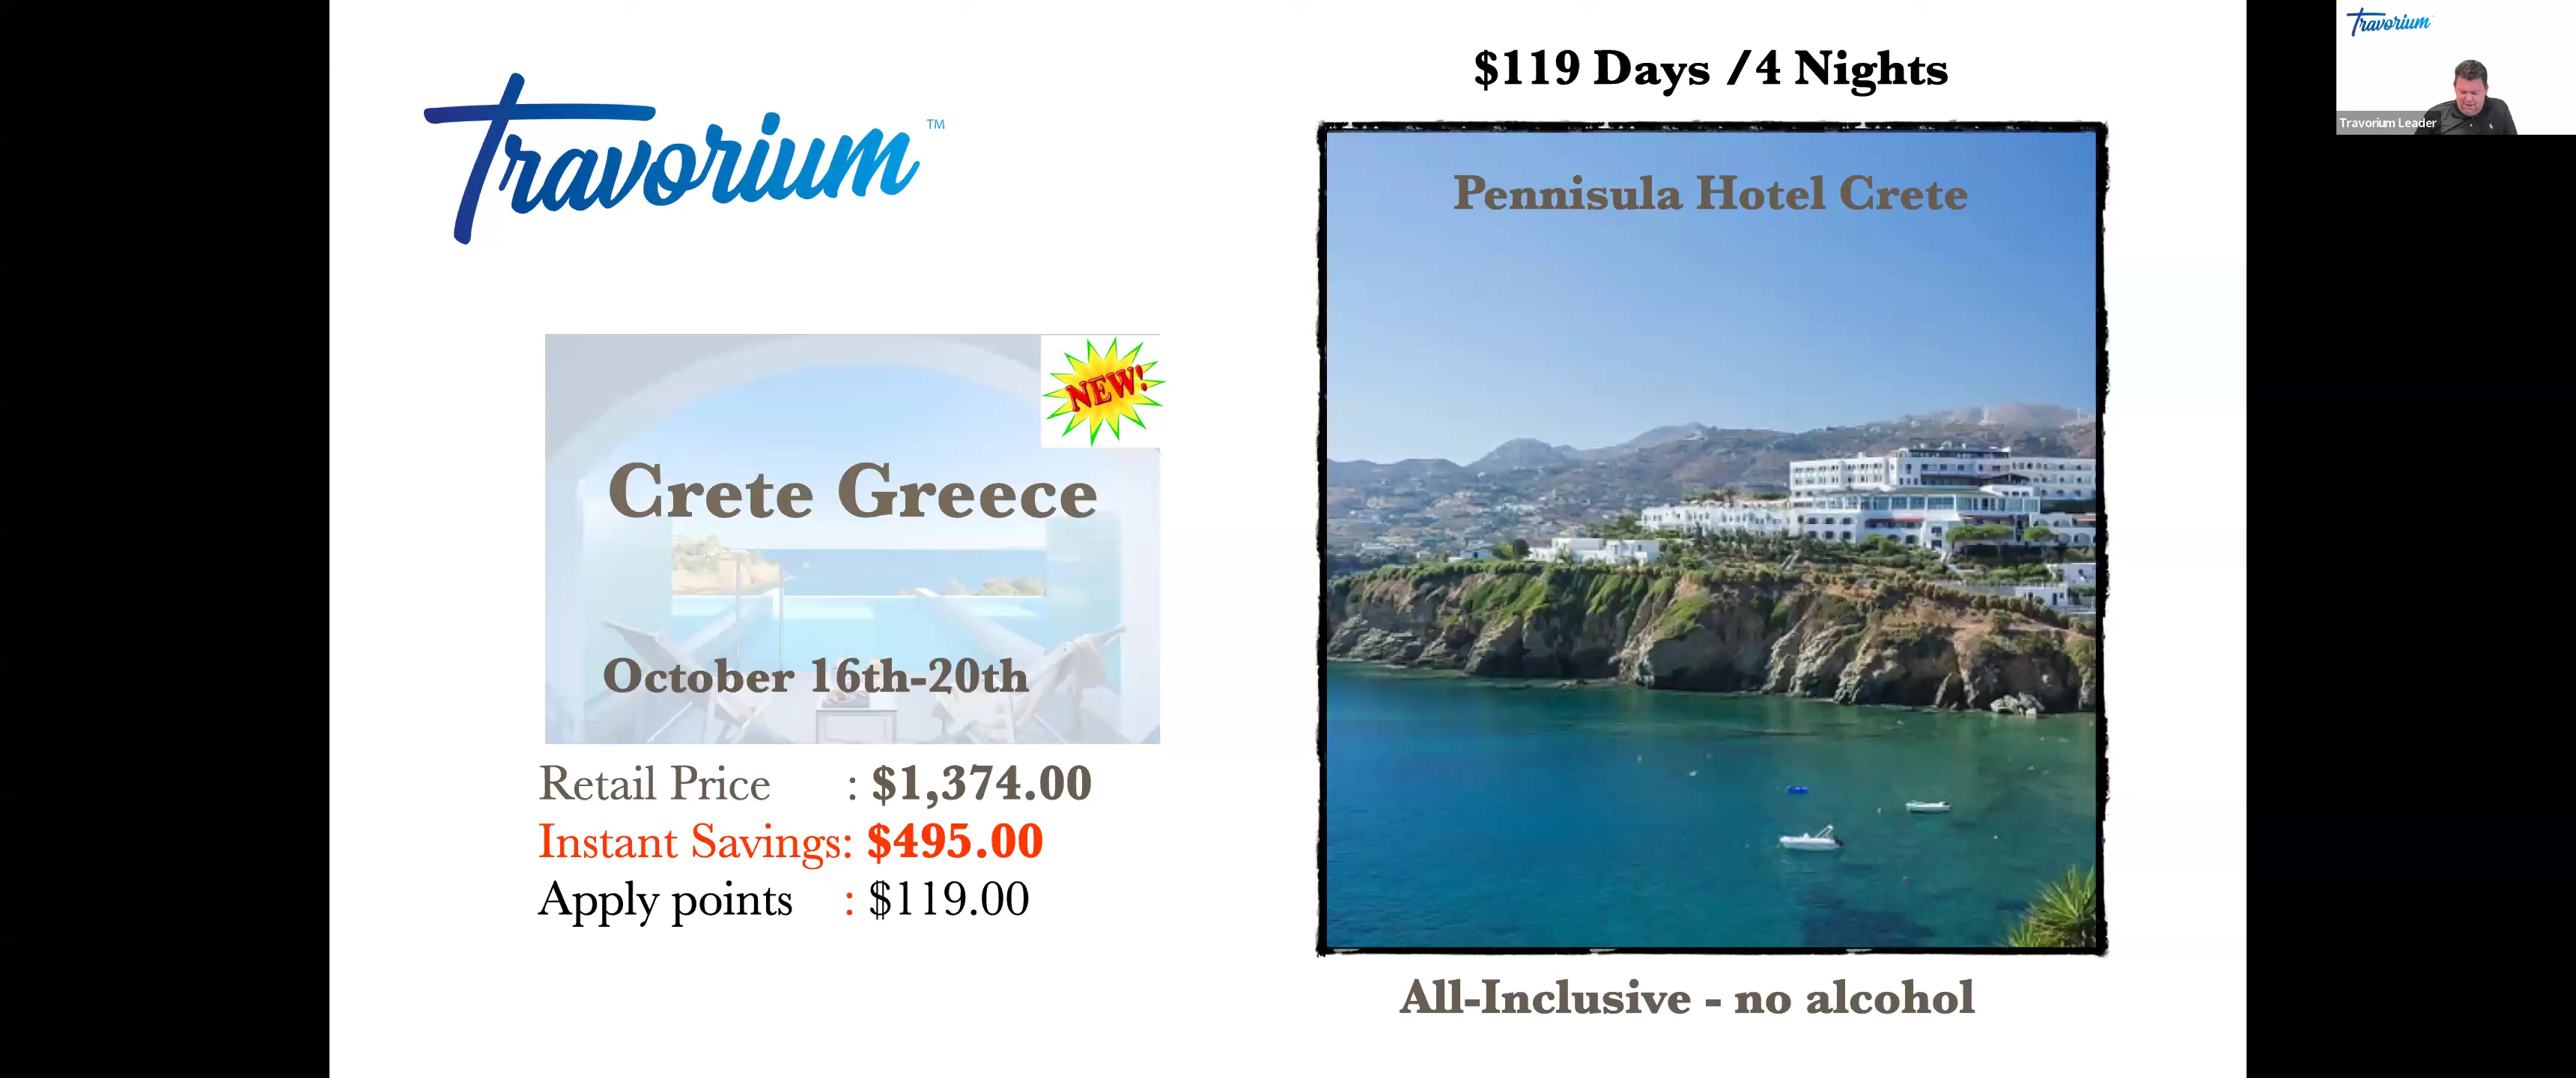 Travorium™
NEW!
Crete Greece
October 16th-20th
Retail Price : $1,374.00
Instant Savings: $495.00
Apply points : $119.00
$119 Days /4 Nights
Pennisula Hotel Crete
All-Inclusive - no alcohol
Travorium
Travorium Leader